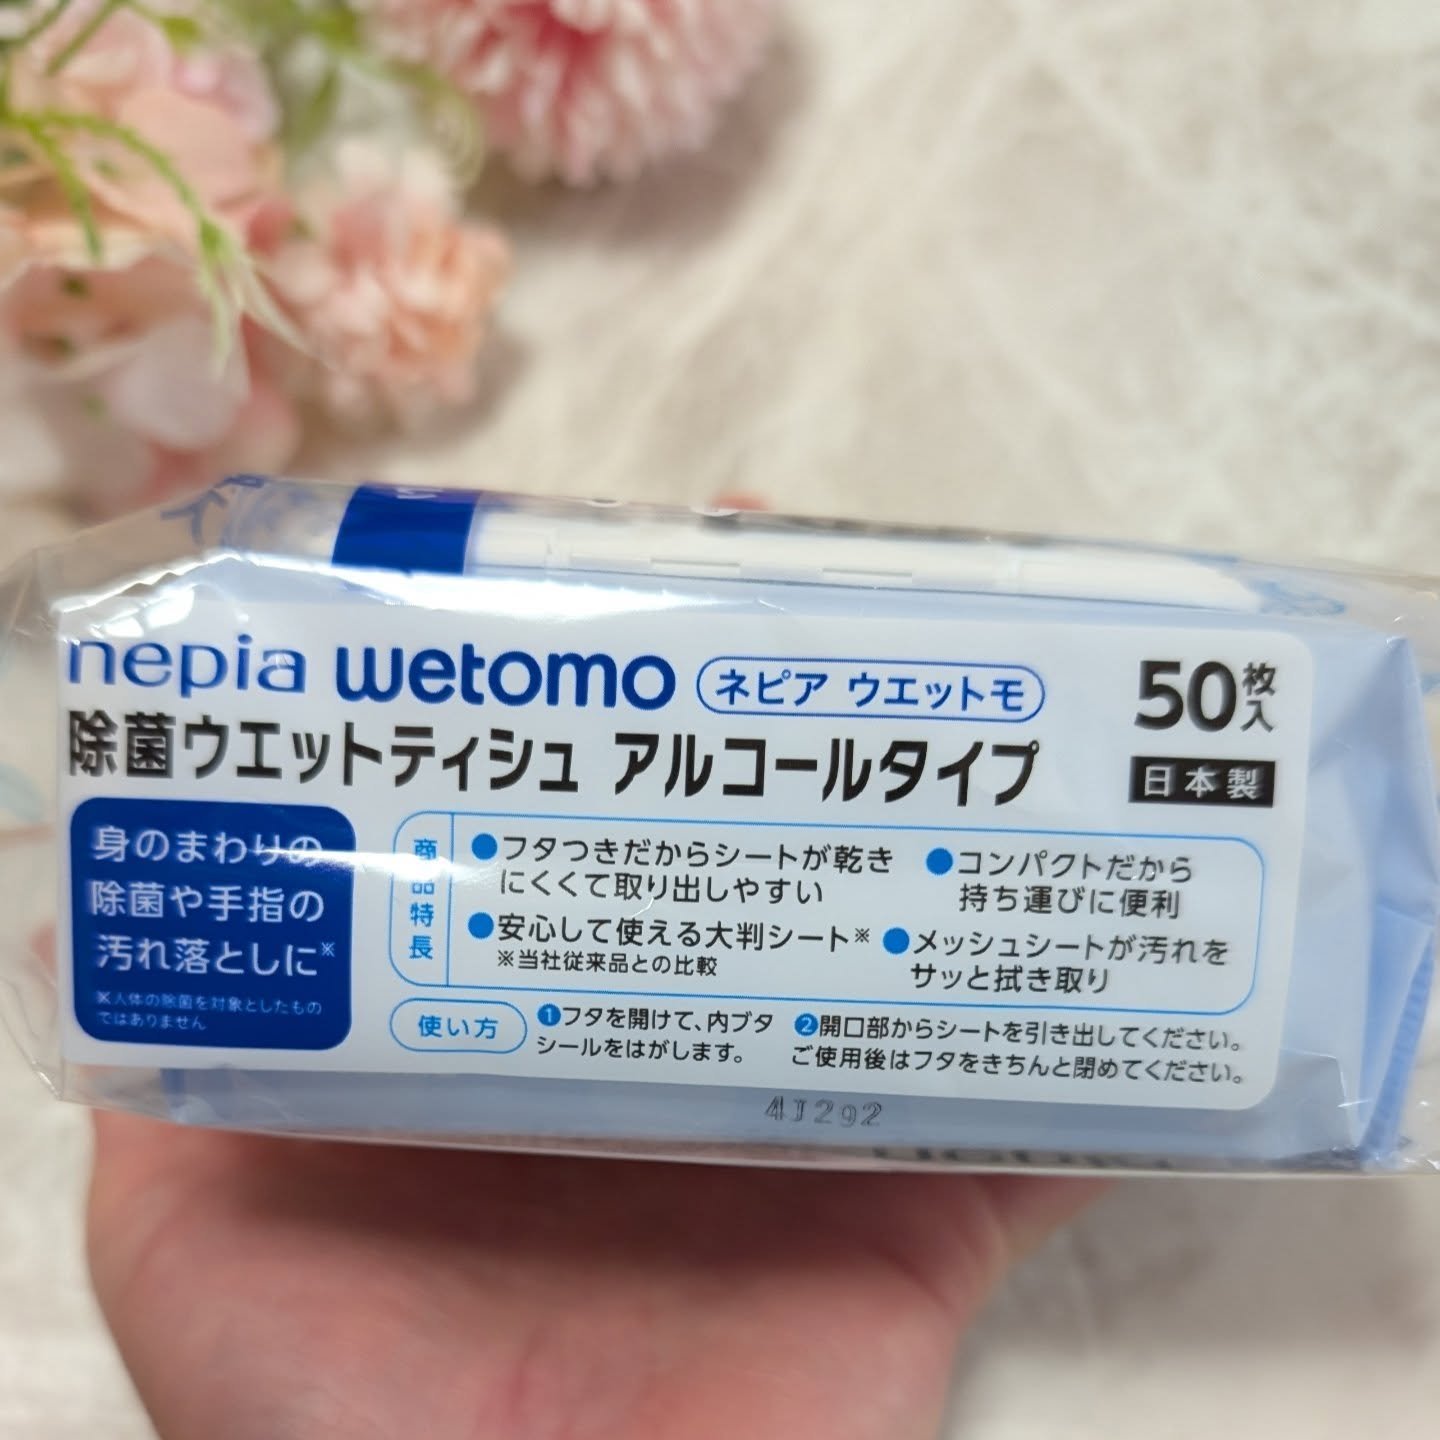 nepia wetomo ネピア ウエットモ
50枚入
除菌ウエットティシュ アルコールタイプ
日本製
身のまわりの
除菌や手指の
汚れ落としに※
※人体の除菌を対象としたもの
ではありません
商品特長
●フタつきだからシートが乾き
にくくて取り出しやすい
●安心して使える大判シート※
※当社従来品との比較
●コンパクトだから
持ち運びに便利
●メッシュシートが汚れを
サッと拭き取り
使い方
❶フタを開けて、内ブタ
シールをはがします。
❷開口部からシートを引き出してください。
ご使用後はフタをきちんと閉めてください。
4J292